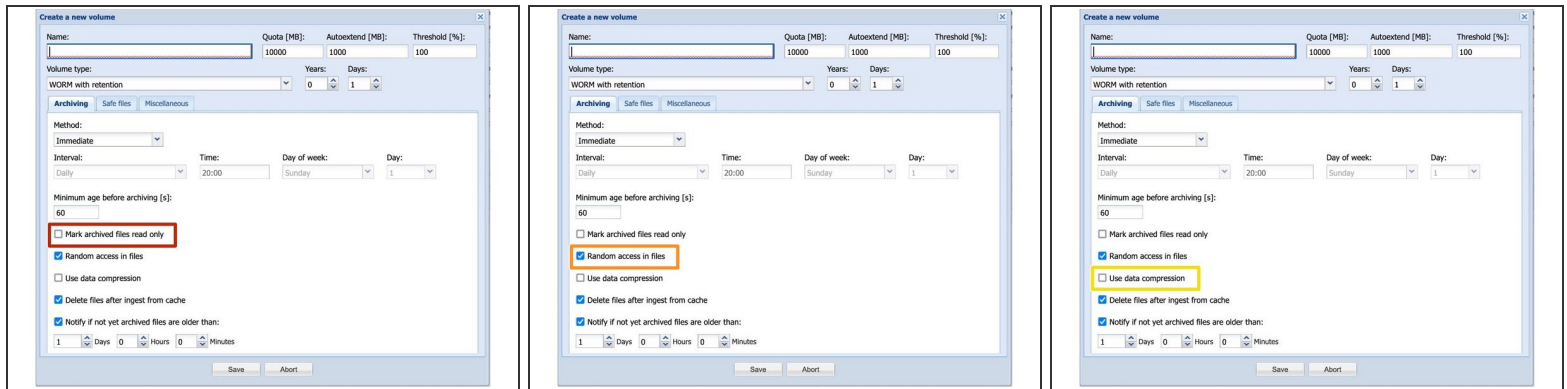 Create a new volume
Name: Quota [MB]: Autoextend [MB]: Threshold [%]:
10000 1000 100
Volume type: Years: Days:
WORM with retention 0 1
Archiving Safe files Miscellaneous
Method:
Immediate
Interval: Time: Day of week: Day:
Daily 20:00 Sunday 1
Minimum age before archiving [s]:
60
Mark archived files read only
Random access in files
Use data compression
Delete files after ingest from cache
Notify if not yet archived files are older than:
1 Days 0 Hours 0 Minutes
Save Abort
Create a new volume
Name: Quota [MB]: Autoextend [MB]: Threshold [%]:
10000 1000 100
Volume type: Years: Days:
WORM with retention 0 1
Archiving Safe files Miscellaneous
Method:
Immediate
Interval: Time: Day of week: Day:
Daily 20:00 Sunday 1
Minimum age before archiving [s]:
60
Mark archived files read only
Random access in files
Use data compression
Delete files after ingest from cache
Notify if not yet archived files are older than:
1 Days 0 Hours 0 Minutes
Save Abort
Create a new volume
Name: Quota [MB]: Autoextend [MB]: Threshold [%]:
10000 1000 100
Volume type: Years: Days:
WORM with retention 0 1
Archiving Safe files Miscellaneous
Method:
Immediate
Interval: Time: Day of week: Day:
Daily 20:00 Sunday 1
Minimum age before archiving [s]:
60
Mark archived files read only
Random access in files
Use data compression
Delete files after ingest from cache
Notify if not yet archived files are older than:
1 Days 0 Hours 0 Minutes
Save Abort